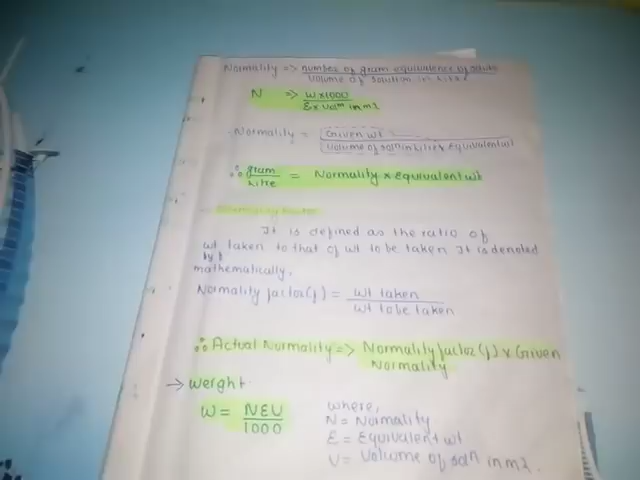 Normality => number of gram equivalence of solute
Volume of solution in litre
N => W x 1000
E x Volm in ml
Normality = Given wt
Volume of soln in litre x Equivalent wt
∴ gram = Normality x Equivalent wt
Litre
Normality factor
It is defined as the ratio of
wt taken to that of wt to be taken It is denoted
by f
mathematically,
Normality factor(f) = wt taken
wt to be taken
∴ Actual Normality => Normality factor(f) x Given
Normality
→ Weight
W = NEV
1000
where,
N = Normality
E = Equivalent wt
V = Volume of soln in ml.